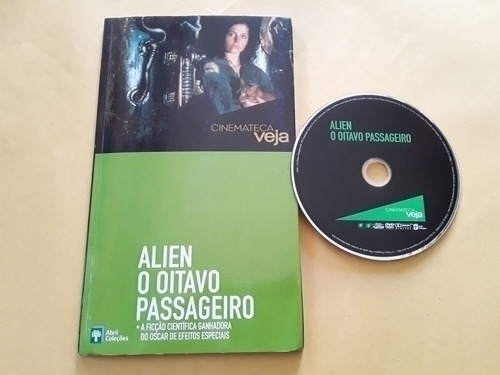 CINEMATECA
veja
ALIEN
O OITAVO
PASSAGEIRO
• A FICÇÃO CIENTÍFICA GANHADORA
DO OSCAR DE EFEITOS ESPECIAIS
Abril
Coleções
ALIEN
O OITAVO PASSAGEIRO
CINEMATECA
veja